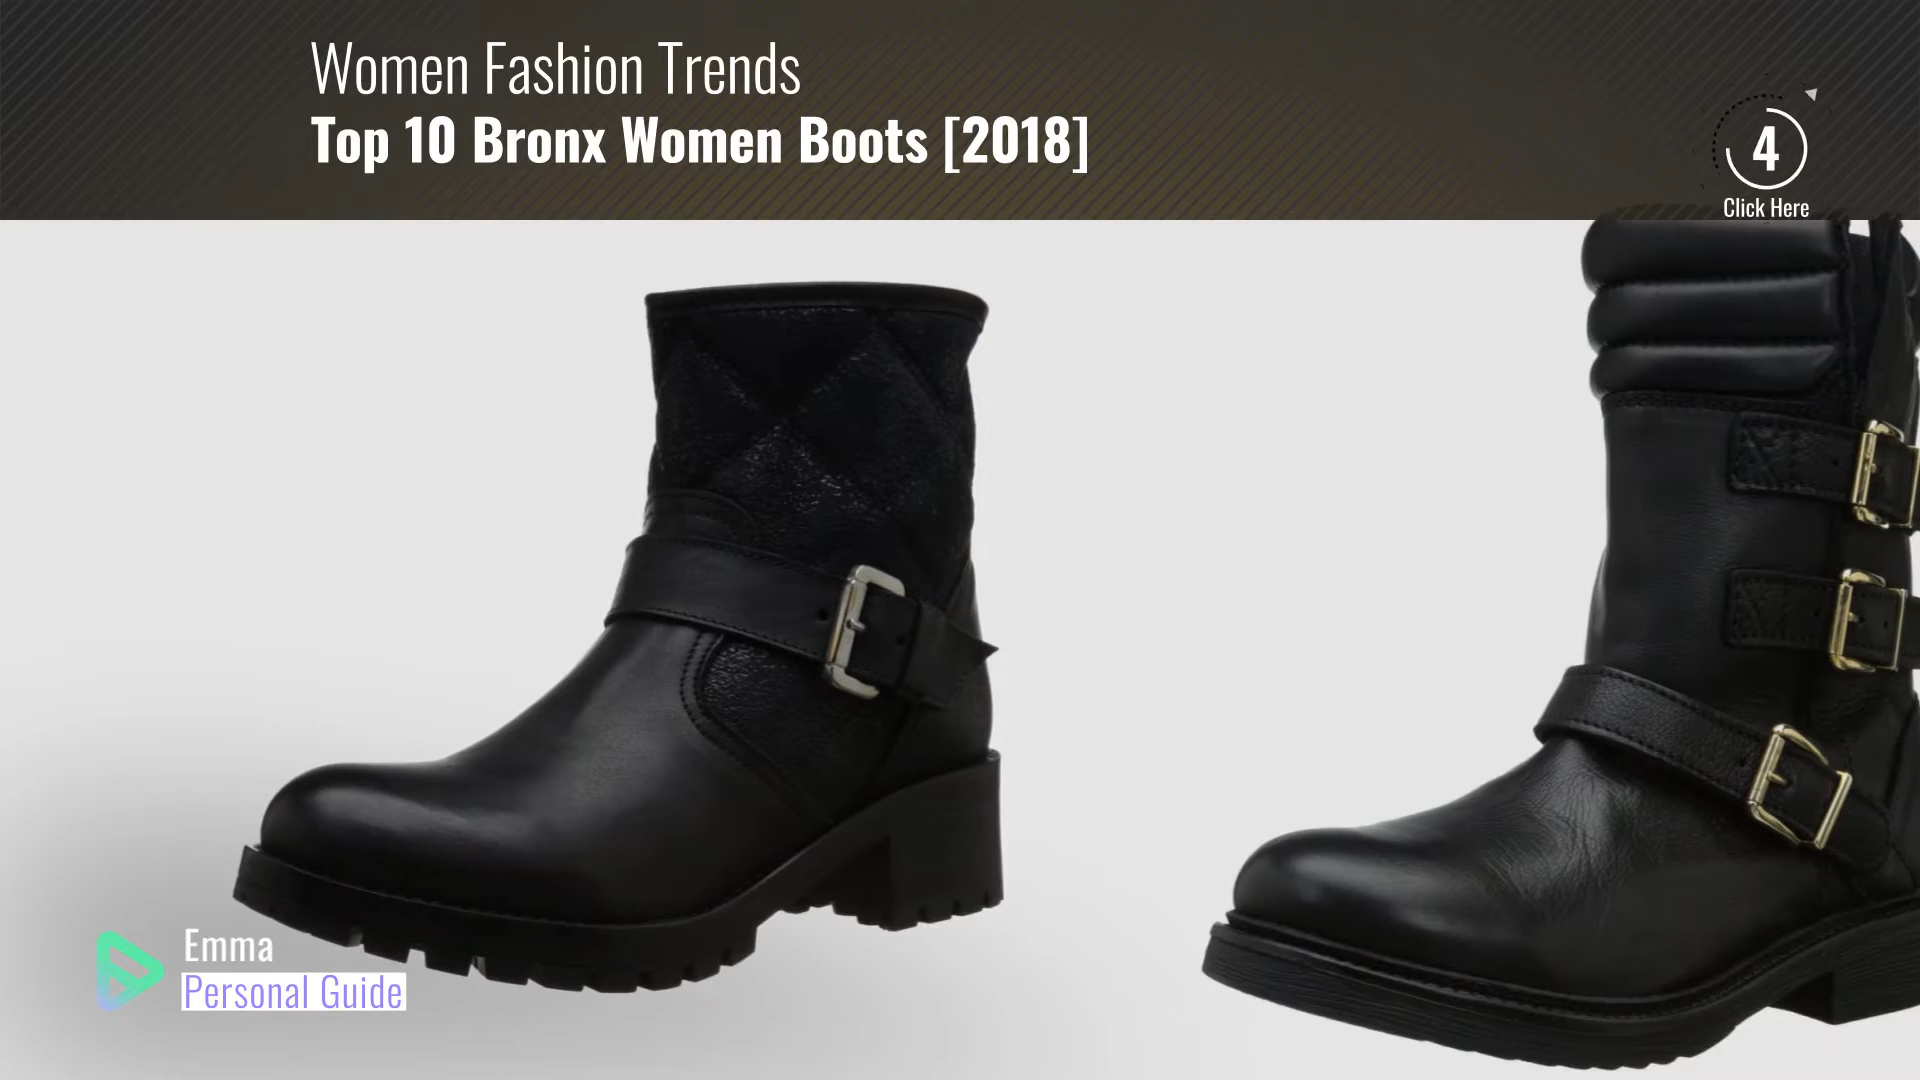 Women Fashion Trends
Top 10 Bronx Women Boots [2018]
4
Click Here
Emma
Personal Guide